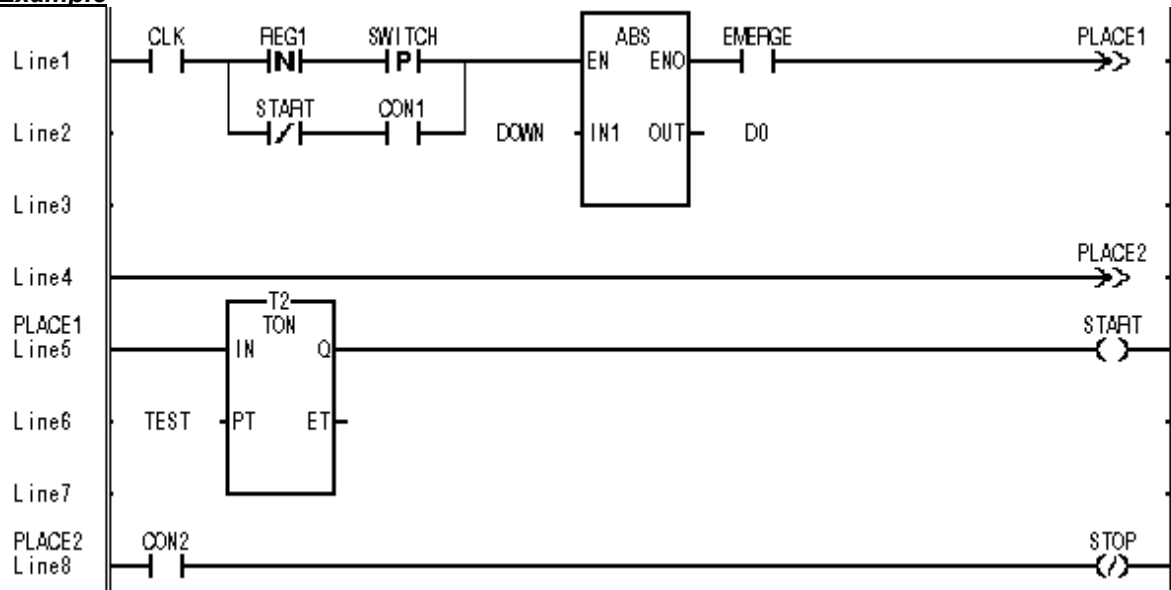 Example
CLK REG1 SWITCH ABS EMERGE PLACE1
Line1 N P EN ENO
START CON1
Line2 DOWN IN1 OUT D0
Line3
PLACE2
Line4
T2
PLACE1 TON START
Line5 IN Q
Line6 TEST PT ET
Line7
PLACE2 CON2 STOP
Line8